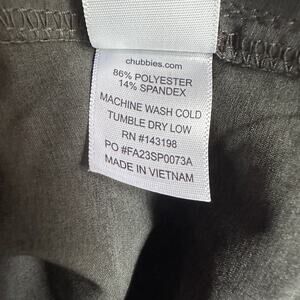 chubbies.com
86% POLYESTER
14% SPANDEX
MACHINE WASH COLD
TUMBLE DRY LOW
RN #143198
PO #FA23SP0073A
MADE IN VIETNAM